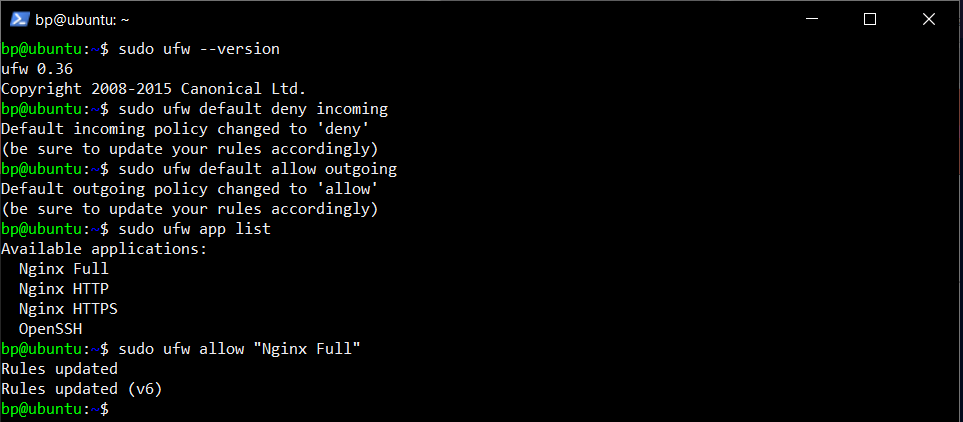 bp@ubuntu: ~
bp@ubuntu:~$ sudo ufw --version
ufw 0.36
Copyright 2008-2015 Canonical Ltd.
bp@ubuntu:~$ sudo ufw default deny incoming
Default incoming policy changed to 'deny'
(be sure to update your rules accordingly)
bp@ubuntu:~$ sudo ufw default allow outgoing
Default outgoing policy changed to 'allow'
(be sure to update your rules accordingly)
bp@ubuntu:~$ sudo ufw app list
Available applications:
  Nginx Full
  Nginx HTTP
  Nginx HTTPS
  OpenSSH
bp@ubuntu:~$ sudo ufw allow "Nginx Full"
Rules updated
Rules updated (v6)
bp@ubuntu:~$